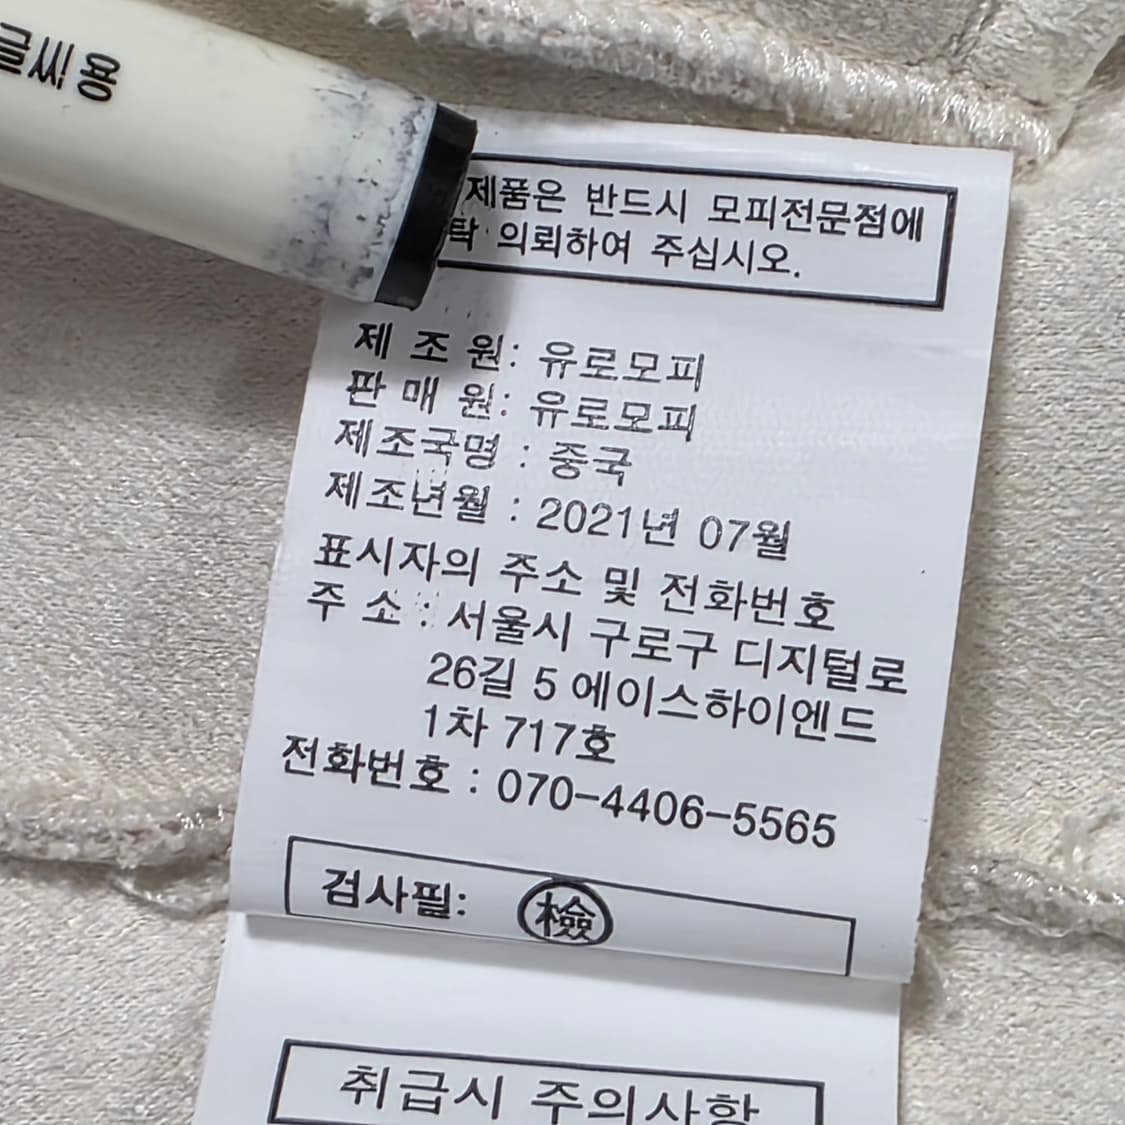 글씨용
제품은 반드시 모피전문점에
의뢰하여 주십시오.
제 조 원: 유로모피
판 매 원: 유로모피
제조국명 : 중국
제조년월 : 2021년 07월
표시자의 주소 및 전화번호
주 소 : 서울시 구로구 디지털로
26길 5 에이스하이엔드
1차 717호
전화번호 : 070-4406-5565
검사필: 檢
취급시 주의사항